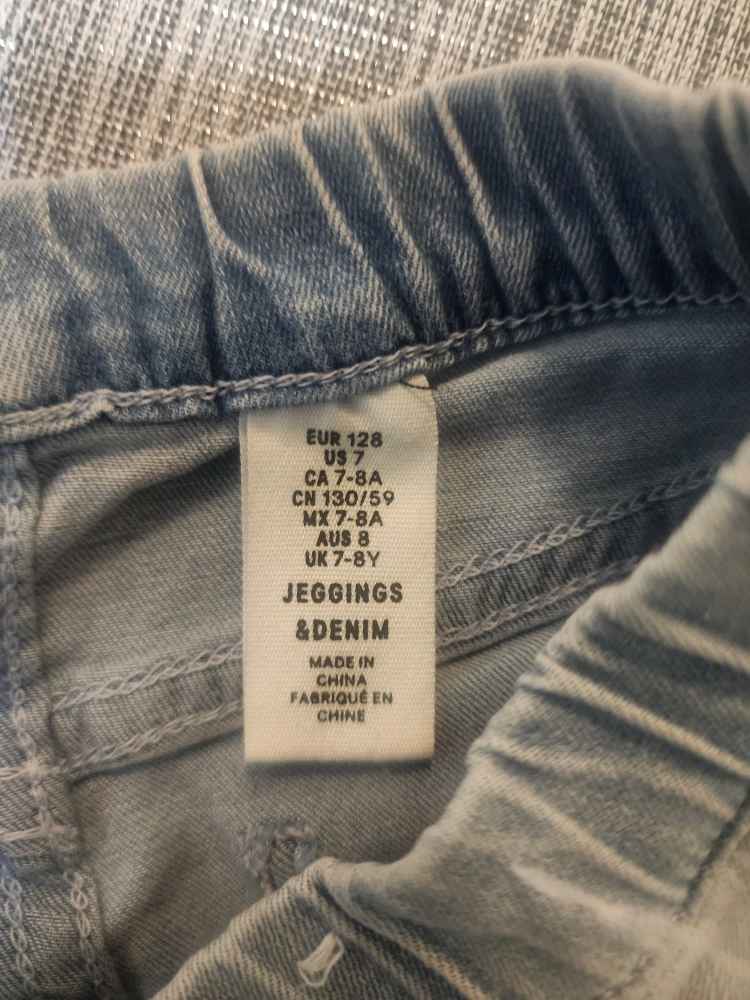 EUR 128
US 7
CA 7-8A
CN 130/59
MX 7-8A
AUS 8
UK 7-8Y
JEGGINGS
&DENIM
MADE IN
CHINA
FABRIQUÉ EN
CHINE